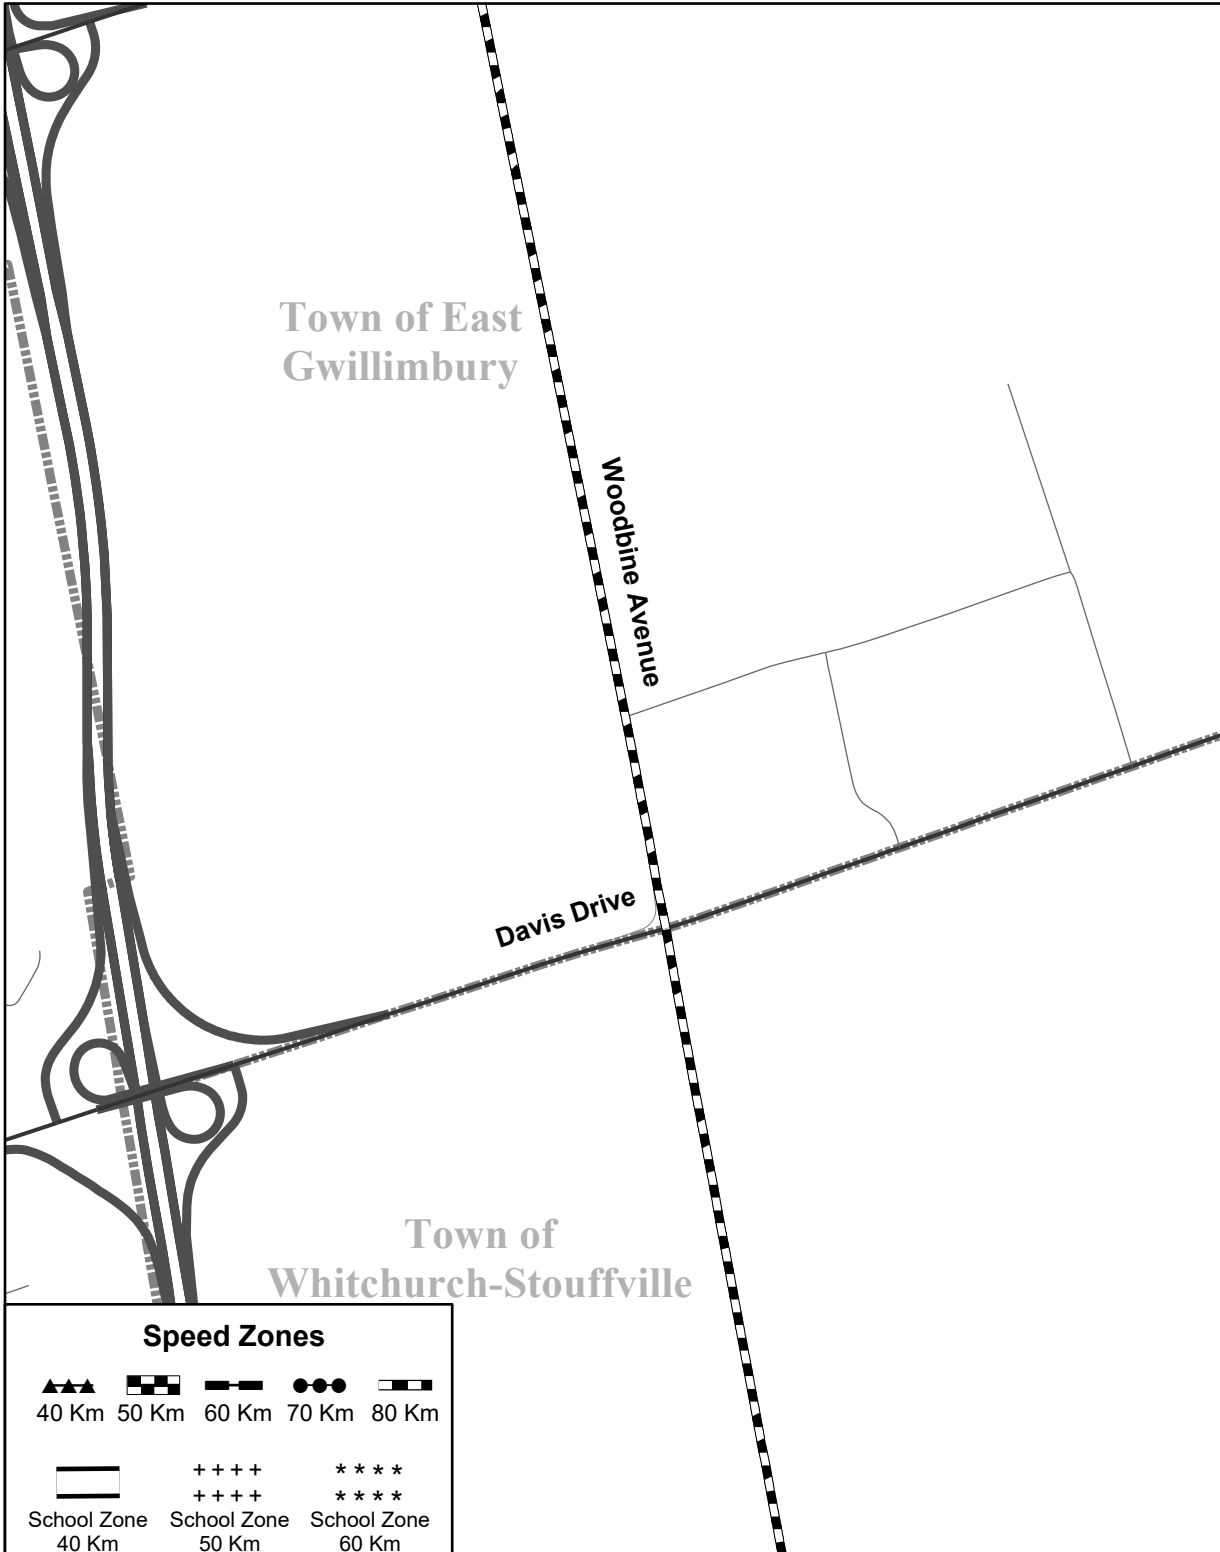 Town of East
Gwillimbury
Woodbine Avenue
Davis Drive
Town of
Whitchurch-Stouffville
Speed Zones
40 Km 50 Km 60 Km 70 Km 80 Km
School Zone School Zone School Zone
40 Km 50 Km 60 Km